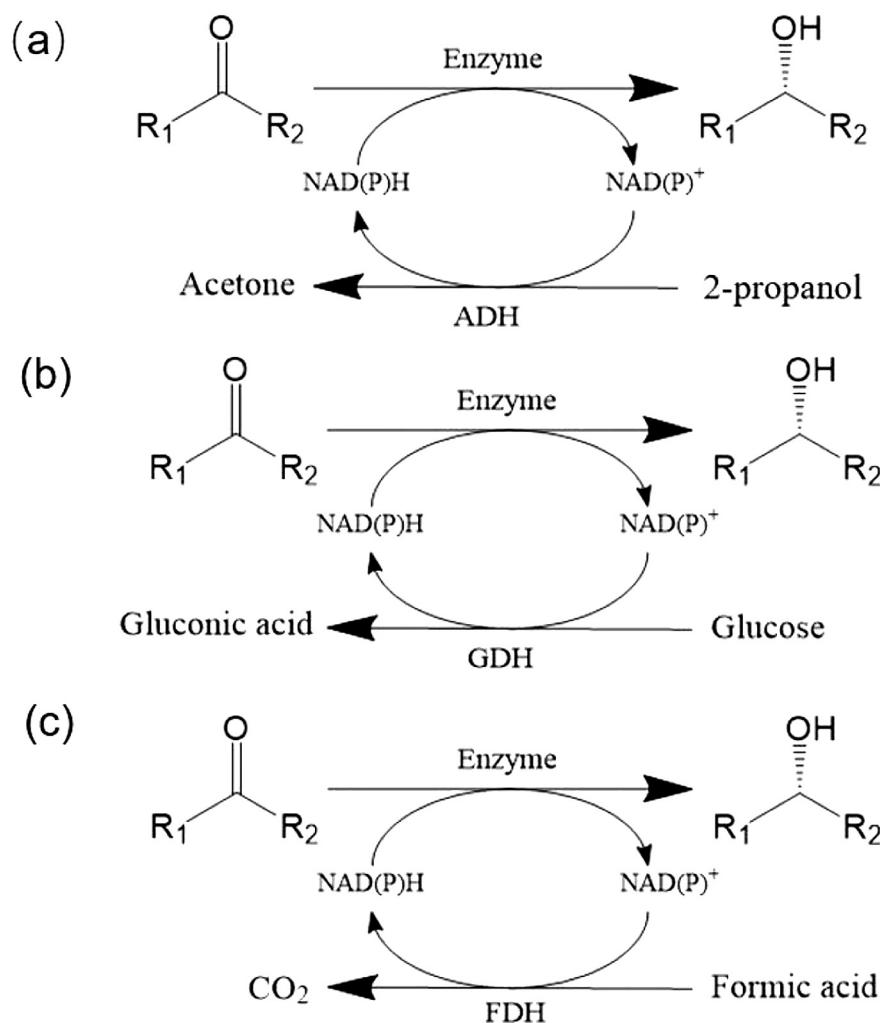 (a)
O
OH
Enzyme
R1 R2
R1 R2
NAD(P)H NAD(P)+
Acetone 2-propanol
ADH
(b)
O
OH
Enzyme
R1 R2
R1 R2
NAD(P)H NAD(P)+
Gluconic acid Glucose
GDH
(c)
O
OH
Enzyme
R1 R2
R1 R2
NAD(P)H NAD(P)+
CO2 Formic acid
FDH